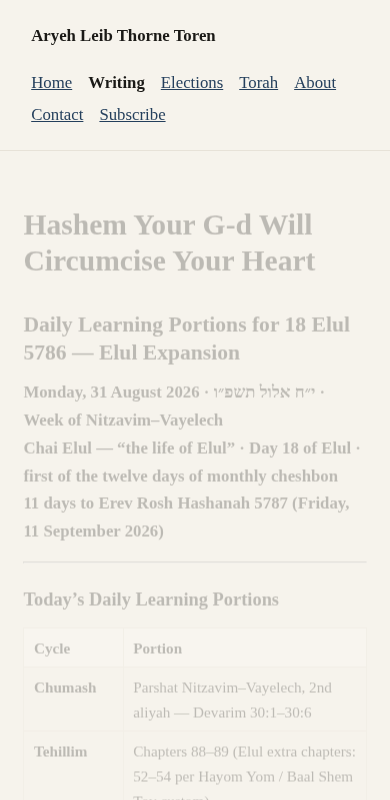 Aryeh Leib Thorne Toren
Home Writing Elections Torah About
Contact Subscribe
Hashem Your G-d Will
Circumcise Your Heart
Daily Learning Portions for 18 Elul
5786 — Elul Expansion
Monday, 31 August 2026 · י״ח אלול תשפ״ו ·
Week of Nitzavim–Vayelech
Chai Elul — “the life of Elul” · Day 18 of Elul ·
first of the twelve days of monthly cheshbon
11 days to Erev Rosh Hashanah 5787 (Friday,
11 September 2026)
Today’s Daily Learning Portions
Cycle Portion
Chumash Parshat Nitzavim–Vayelech, 2nd
aliyah — Devarim 30:1–30:6
Tehillim Chapters 88–89 (Elul extra chapters:
52–54 per Hayom Yom / Baal Shem
Tov system)